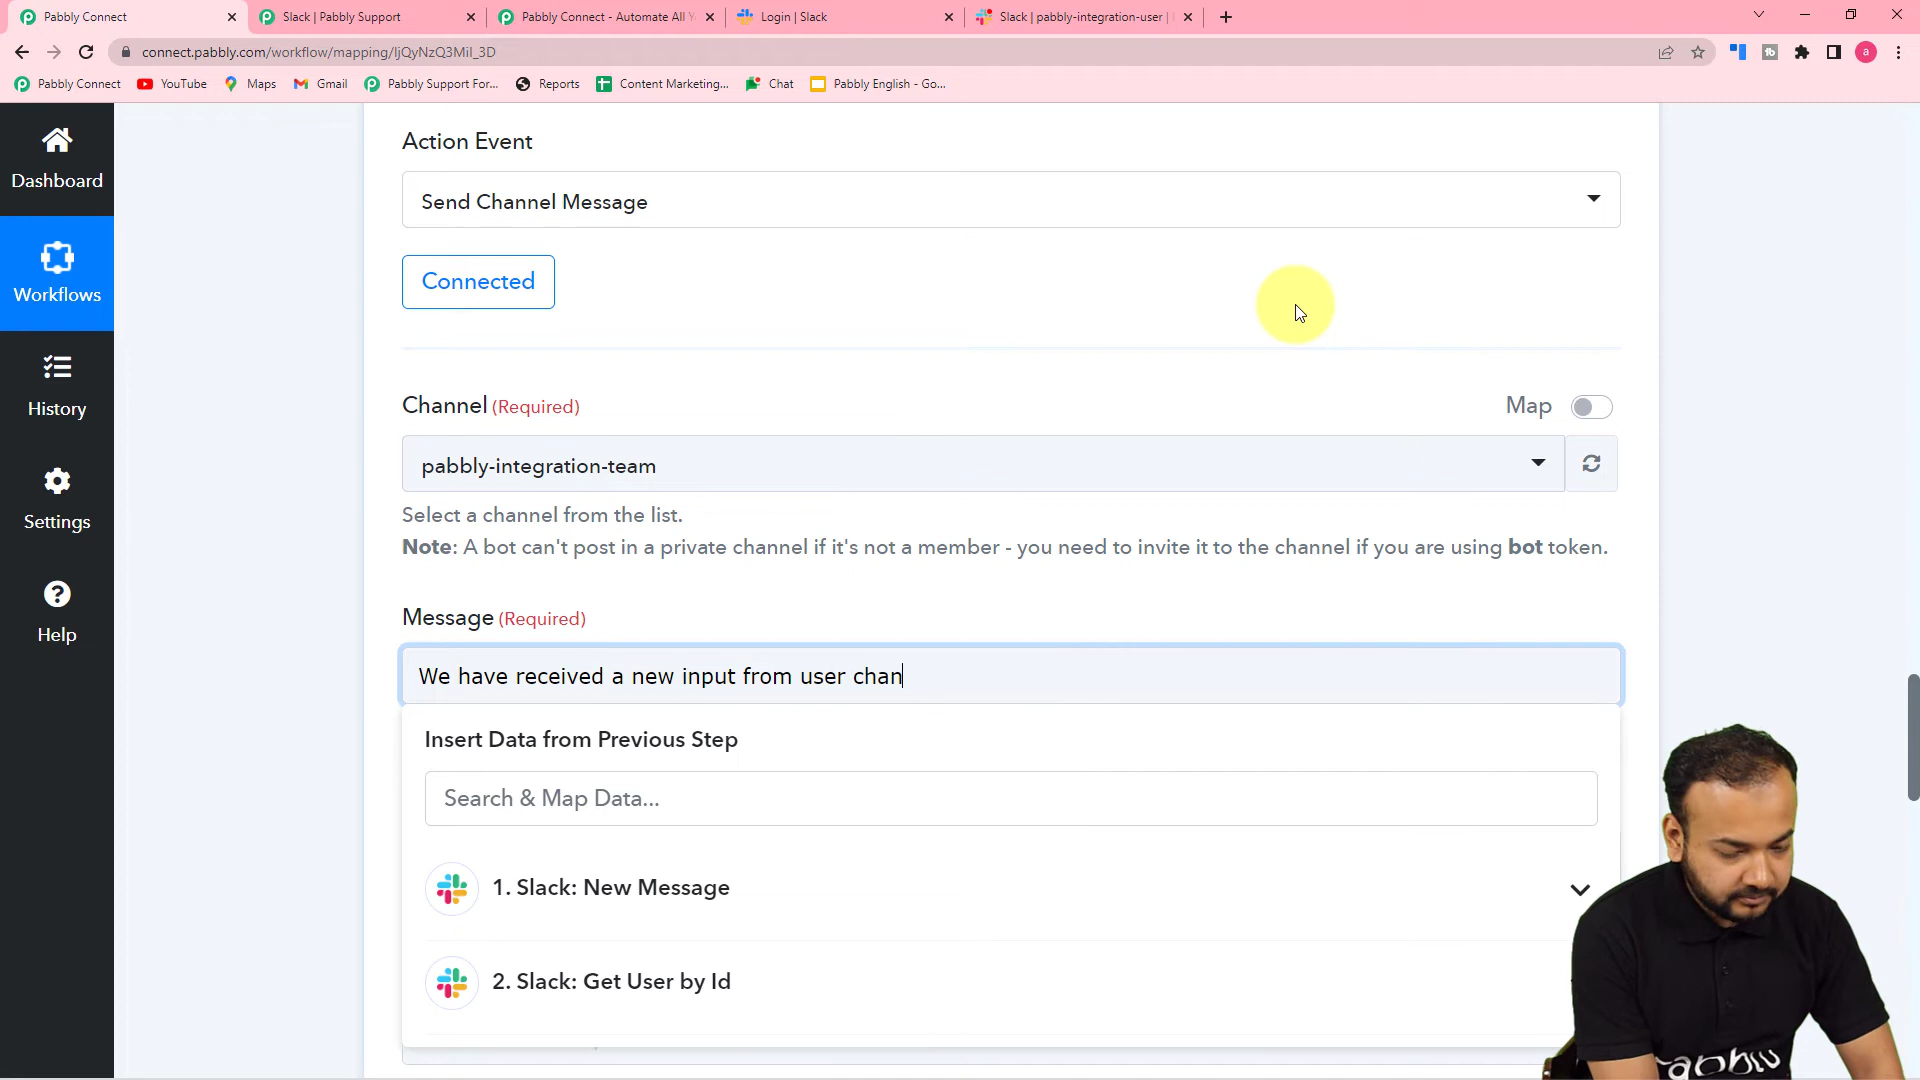 Pabbly Connect
Slack | Pabbly Support
Pabbly Connect - Automate All Y
Login | Slack
Slack | pabbly-integration-user |
connect.pabbly.com/workflow/mapping/IjQyNzQ3MiI_3D
Pabbly Connect
YouTube
Maps
Gmail
Pabbly Support For...
Reports
Content Marketing...
Chat
Pabbly English - Go...
a
Dashboard
Workflows
History
Settings
Help
Action Event
Send Channel Message
Connected
Channel (Required)
Map
pabbly-integration-team
Select a channel from the list.
Note: A bot can't post in a private channel if it's not a member - you need to invite it to the channel if you are using bot token.
Message (Required)
We have received a new input from user chan
Insert Data from Previous Step
Search & Map Data...
1. Slack: New Message
2. Slack: Get User by Id